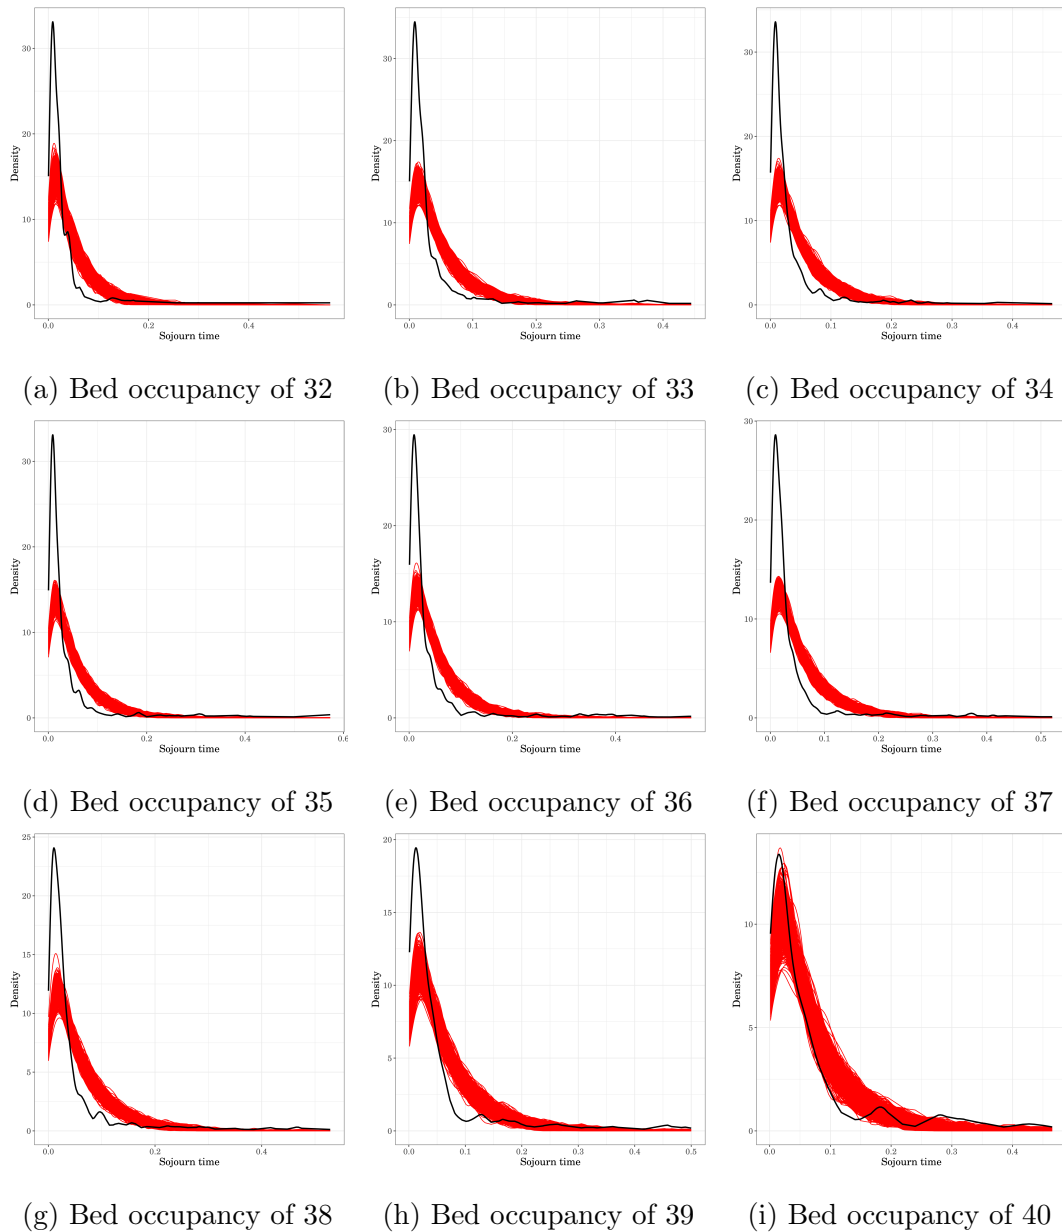 30
20
10
0
Density
0.0 0.2 0.4
Sojourn time
30
20
10
0
Density
0.0 0.1 0.2 0.3 0.4
Sojourn time
30
20
10
0
Density
0.0 0.1 0.2 0.3 0.4
Sojourn time
(a) Bed occupancy of 32
(b) Bed occupancy of 33
(c) Bed occupancy of 34
30
20
10
0
Density
0.0 0.2 0.4 0.6
Sojourn time
30
20
10
0
Density
0.0 0.2 0.4
Sojourn time
30
20
10
0
Density
0.0 0.1 0.2 0.3 0.4 0.5
Sojourn time
(d) Bed occupancy of 35
(e) Bed occupancy of 36
(f) Bed occupancy of 37
25
20
15
10
5
0
Density
0.0 0.2 0.4
Sojourn time
20
15
10
5
0
Density
0.0 0.1 0.2 0.3 0.4 0.5
Sojourn time
10
5
0
Density
0.0 0.1 0.2 0.3 0.4
Sojourn time
(g) Bed occupancy of 38
(h) Bed occupancy of 39
(i) Bed occupancy of 40